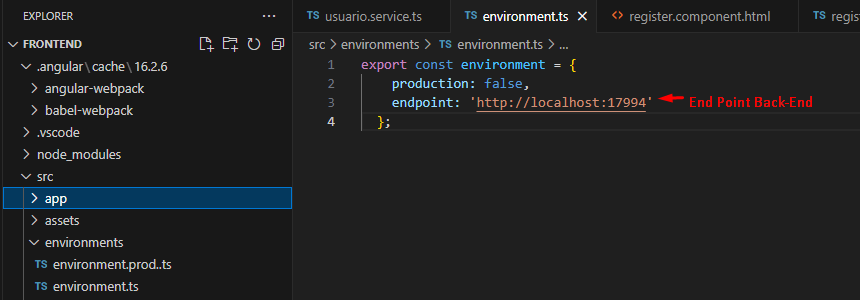 EXPLORER
FRONTEND
.angular\cache\16.2.6
angular-webpack
babel-webpack
.vscode
node_modules
src
app
assets
environments
TS environment.prod..ts
TS environment.ts
TS usuario.service.ts
TS environment.ts
<> register.component.html
TS regist
src > environments > TS environment.ts > ...
1 export const environment = {
2 production: false,
3 endpoint: 'http://localhost:17994' End Point Back-End
4 };